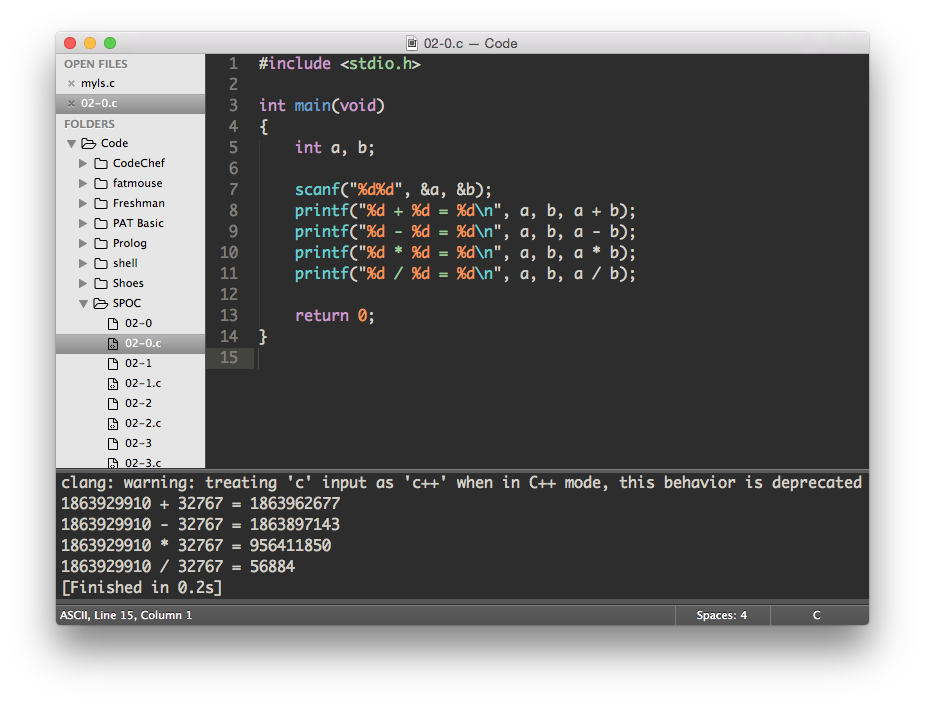 02-0.c — Code
OPEN FILES
myls.c
02-0.c
FOLDERS
Code
CodeChef
fatmouse
Freshman
PAT Basic
Prolog
shell
Shoes
SPOC
02-0
02-0.c
02-1
02-1.c
02-2
02-2.c
02-3
02-3.c
1 #include <stdio.h>
2
3 int main(void)
4 {
5     int a, b;
6
7     scanf("%d%d", &a, &b);
8     printf("%d + %d = %d\n", a, b, a + b);
9     printf("%d - %d = %d\n", a, b, a - b);
10     printf("%d * %d = %d\n", a, b, a * b);
11     printf("%d / %d = %d\n", a, b, a / b);
12
13     return 0;
14 }
15
clang: warning: treating 'c' input as 'c++' when in C++ mode, this behavior is deprecated
1863929910 + 32767 = 1863962677
1863929910 - 32767 = 1863897143
1863929910 * 32767 = 956411850
1863929910 / 32767 = 56884
[Finished in 0.2s]
ASCII, Line 15, Column 1 Spaces: 4 C